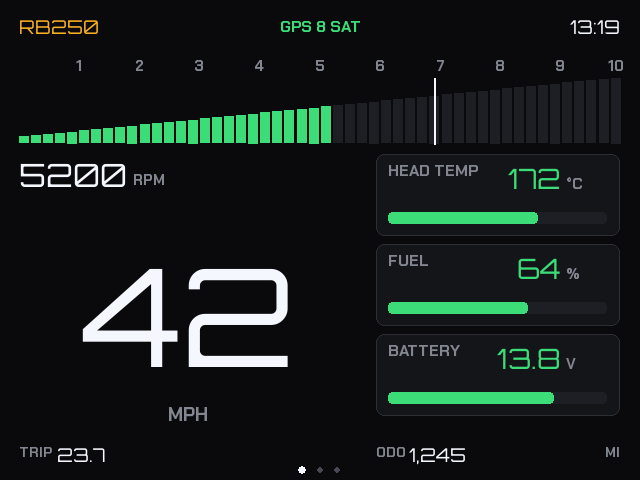 RB250 GPS 8 SAT 13:19
1 2 3 4 5 6 7 8 9 10
5200 RPM
HEAD TEMP 172 °C
FUEL 64 %
42
BATTERY 13.8 V
MPH
TRIP 23.7 ODO 1,245 MI